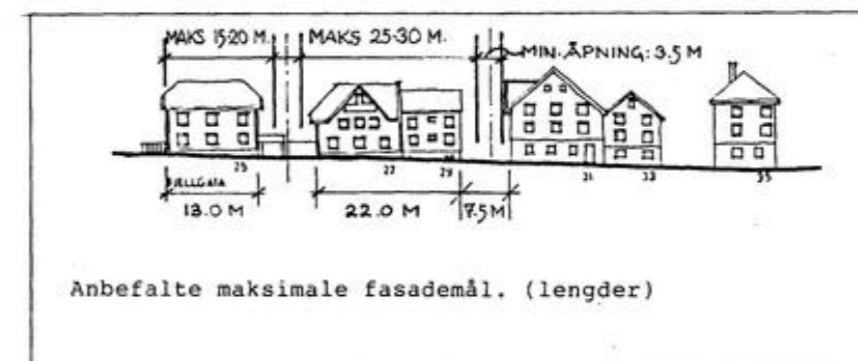 MAKS 15-20 M. MAKS 25-30 M. MIN. ÅPNING: 3.5 M
25 27 29 31 33 35
FJELLGATA
13.0 M 22.0 M 7.5 M
Anbefalte maksimale fasademål. (lengder)